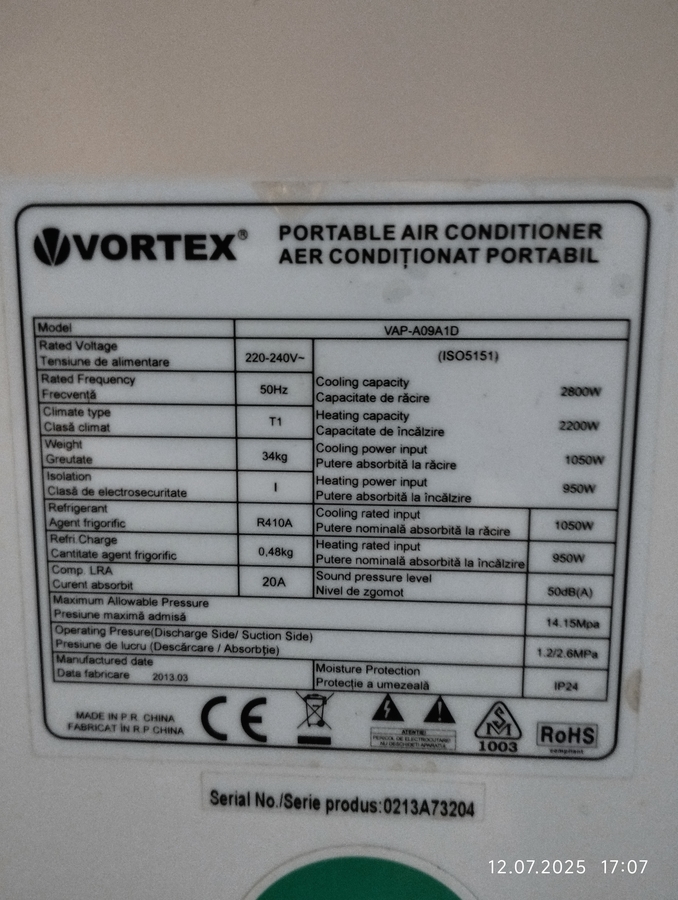 VORTEX®
PORTABLE AIR CONDITIONER
AER CONDIȚIONAT PORTABIL
Model VAP-A09A1D
Rated Voltage
Tensiune de alimentare 220-240V~
(ISO5151)
Rated Frequency
Frecvență 50Hz
Cooling capacity
Capacitate de răcire 2800W
Climate type
Clasă climat T1
Heating capacity
Capacitate de încălzire 2200W
Weight
Greutate 34kg
Cooling power input
Putere absorbită la răcire 1050W
Isolation
Clasă de electrosecuritate I
Heating power input
Putere absorbită la încălzire 950W
Refrigerant
Agent frigorific R410A
Cooling rated input
Putere nominală absorbită la răcire 1050W
Refri.Charge
Cantitate agent frigorific 0,48kg
Heating rated input
Putere nominală absorbită la încălzire 950W
Comp. LRA
Curent absorbit 20A
Sound pressure level
Nivel de zgomot 50dB(A)
Maximum Allowable Pressure
Presiune maximă admisă 14.15Mpa
Operating Presure(Discharge Side/ Suction Side)
Presiune de lucru (Descărcare / Absorbție) 1.2/2.6MPa
Manufactured date
Data fabricare 2013.03
Moisture Protection
Protecție a umezeală IP24
MADE IN P.R. CHINA
FABRICAT ÎN R.P.CHINA
CE
ATENȚIE!
PERICOL DE ELECTROCUTARE
NU DESCHIDEȚI APARATUL
1003
RoHS
compliant
Serial No./Serie produs:0213A73204
12.07.2025 17:07